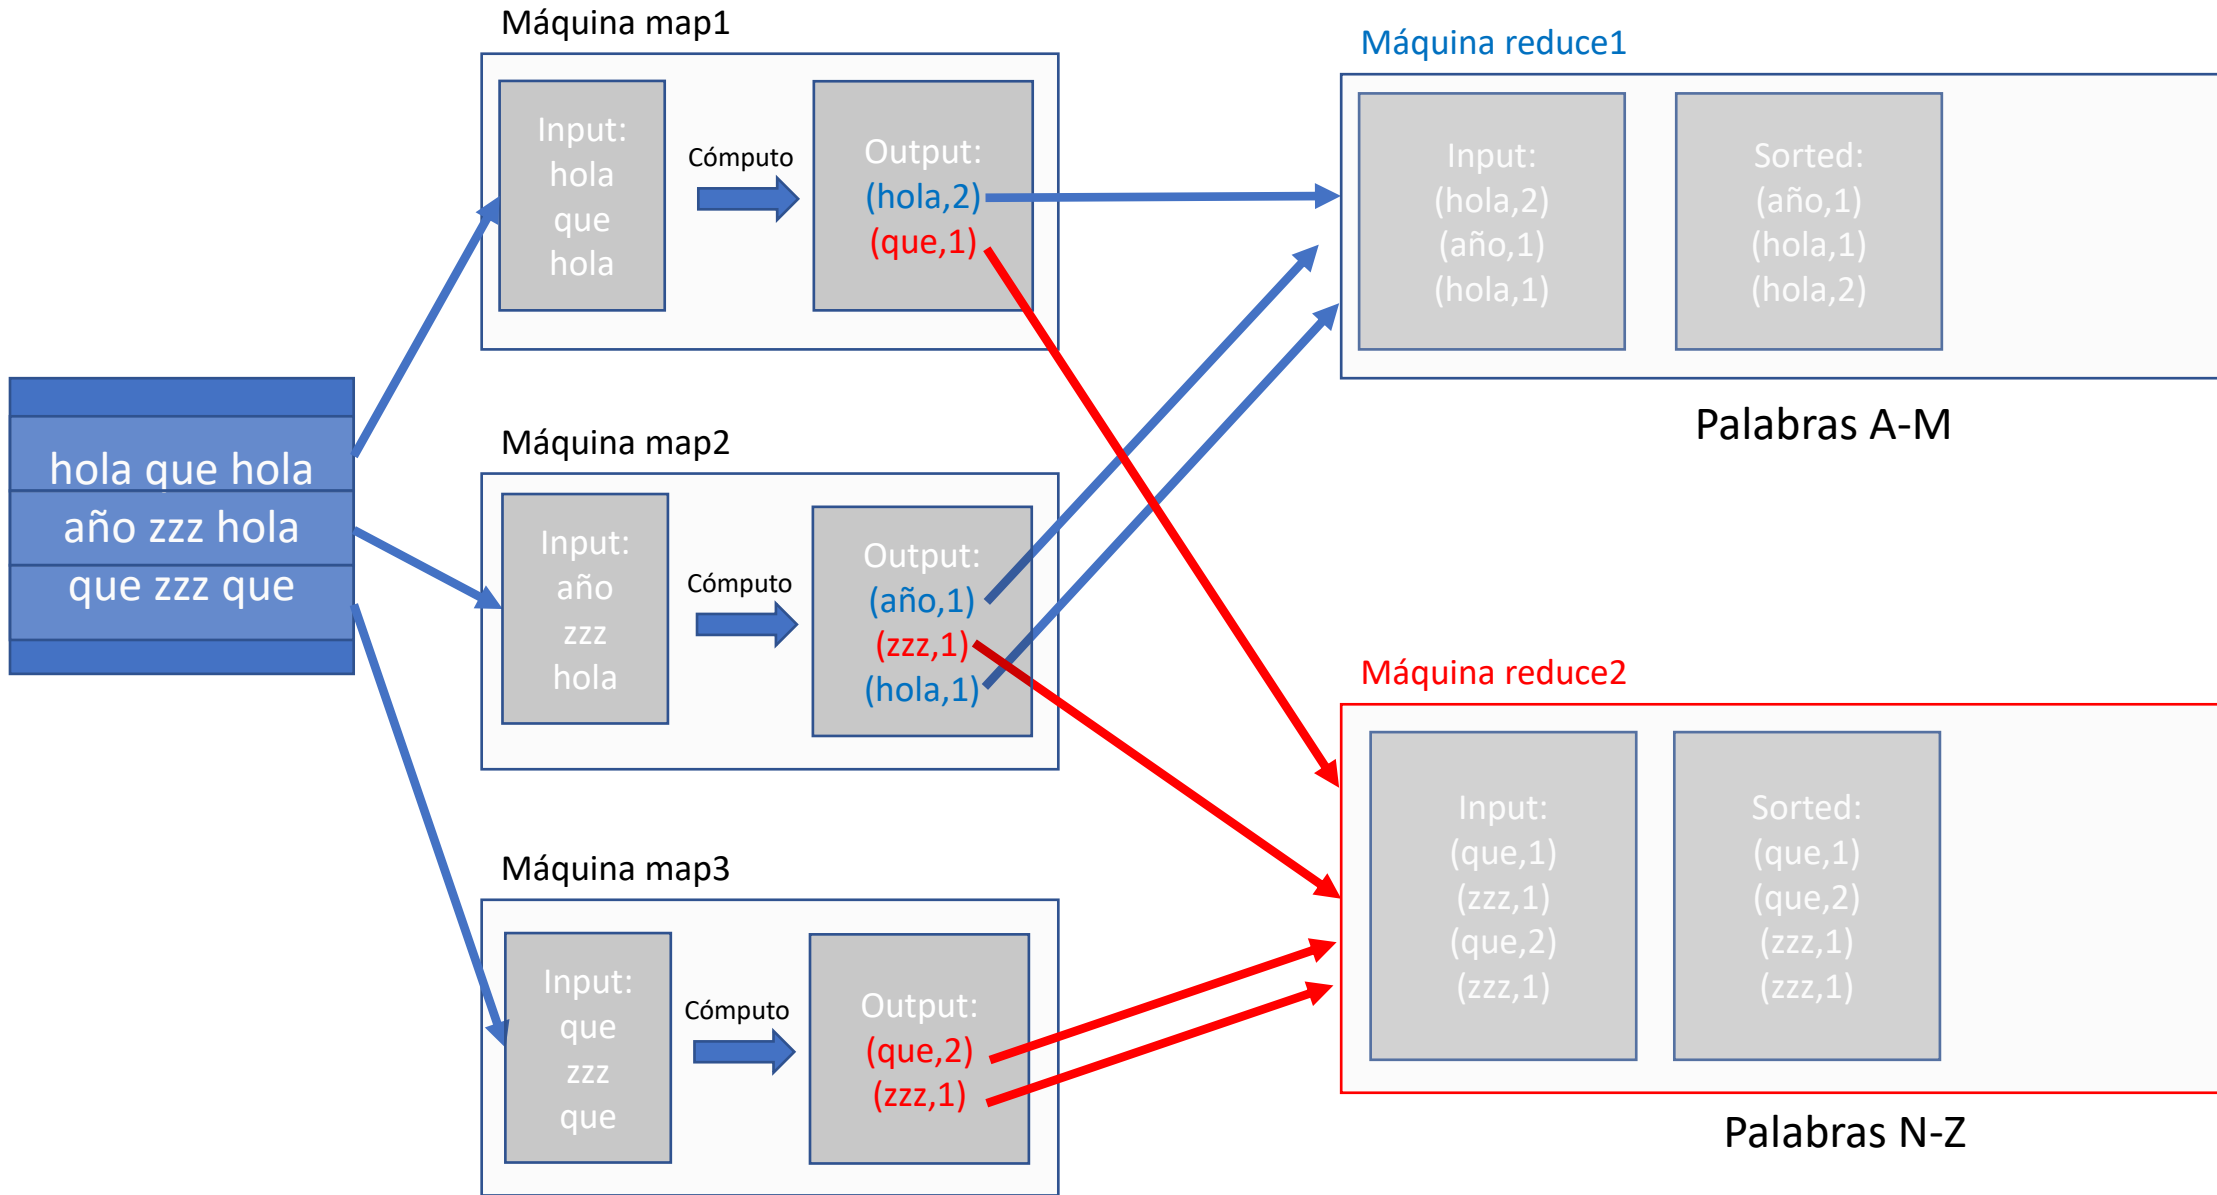 hola que hola
año zzz hola
que zzz que
Máquina map1
Input:
hola
que
hola
Cómputo
Output:
(hola,2)
(que,1)
Máquina map2
Input:
año
zzz
hola
Cómputo
Output:
(año,1)
(zzz,1)
(hola,1)
Máquina map3
Input:
que
zzz
que
Cómputo
Output:
(que,2)
(zzz,1)
Máquina reduce1
Input:
(hola,2)
(año,1)
(hola,1)
Sorted:
(año,1)
(hola,1)
(hola,2)
Palabras A-M
Máquina reduce2
Input:
(que,1)
(zzz,1)
(que,2)
(zzz,1)
Sorted:
(que,1)
(que,2)
(zzz,1)
(zzz,1)
Palabras N-Z